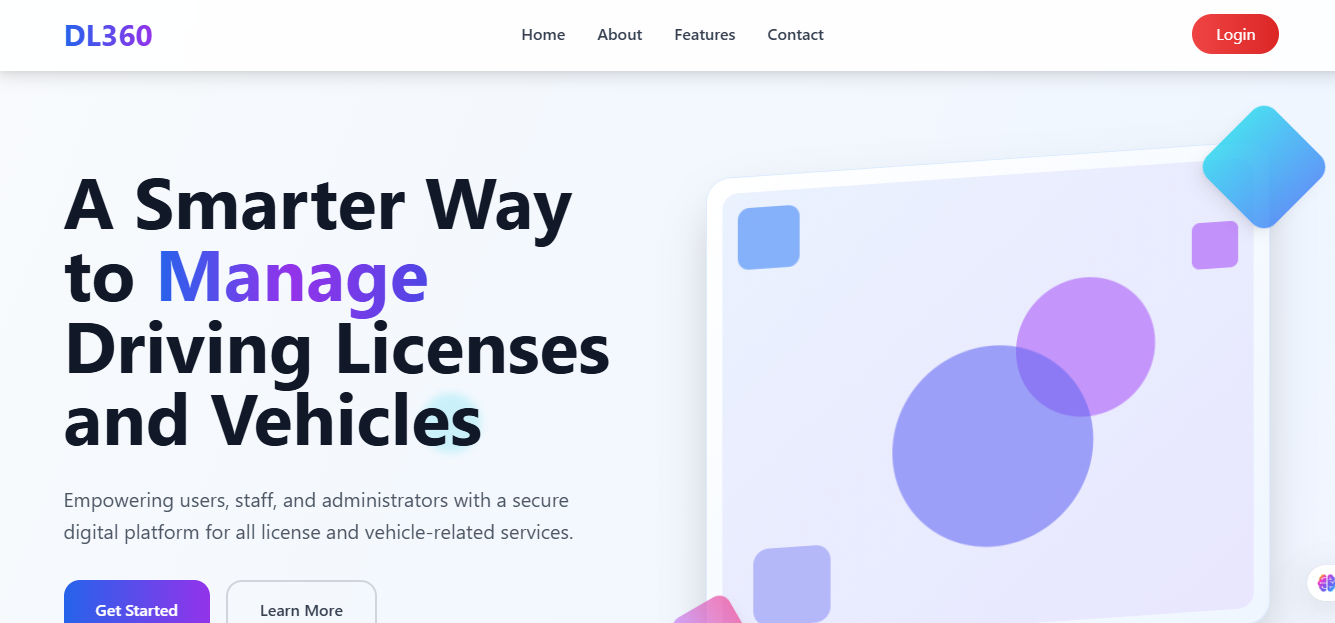 DL360
Home
About
Features
Contact
Login
A Smarter Way
to Manage
Driving Licenses
and Vehicles
Empowering users, staff, and administrators with a secure
digital platform for all license and vehicle-related services.
Get Started
Learn More